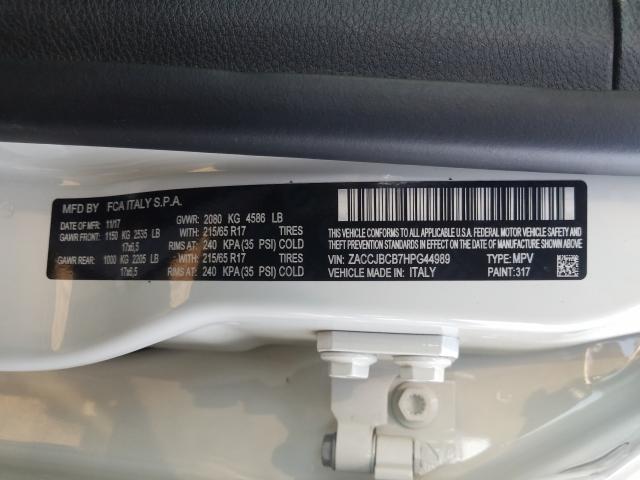 MFD BY FCA ITALY S.P.A.
DATE OF MFR: 11/17 GVWR: 2080 KG 4586 LB
GAWR FRONT: 1150 KG 2535 LB WITH 215/65 R17 TIRES
17x6,5 RIMS AT: 240 KPA (35 PSI) COLD
GAWR REAR: 1000 KG 2205 LB WITH 215/65 R17 TIRES
17x6,5 RIMS AT: 240 KPA (35 PSI) COLD
THIS VEHICLE CONFORMS TO ALL APPLICABLE U.S.A. FEDERAL MOTOR VEHICLE SAFETY AND
THEFT PREVENTION STANDARDS IN EFFECT ON THE DATE OF MANUFACTURE SHOWN ABOVE.
VIN: ZACCJBCB7HPG44989 TYPE: MPV
VEHICLE MADE IN: ITALY PAINT: 317